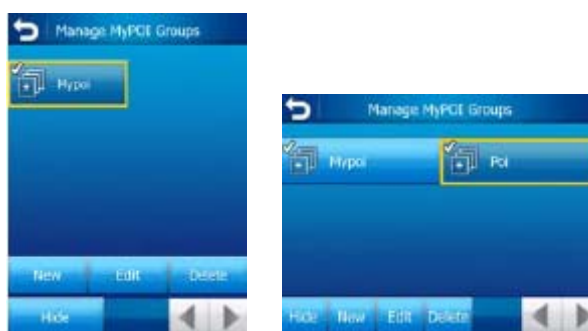 Manage MyPOI Groups
Mypoi
New Edit Delete
Hide
Manage MyPOI Groups
Mypoi Poi
Hide New Edit Delete